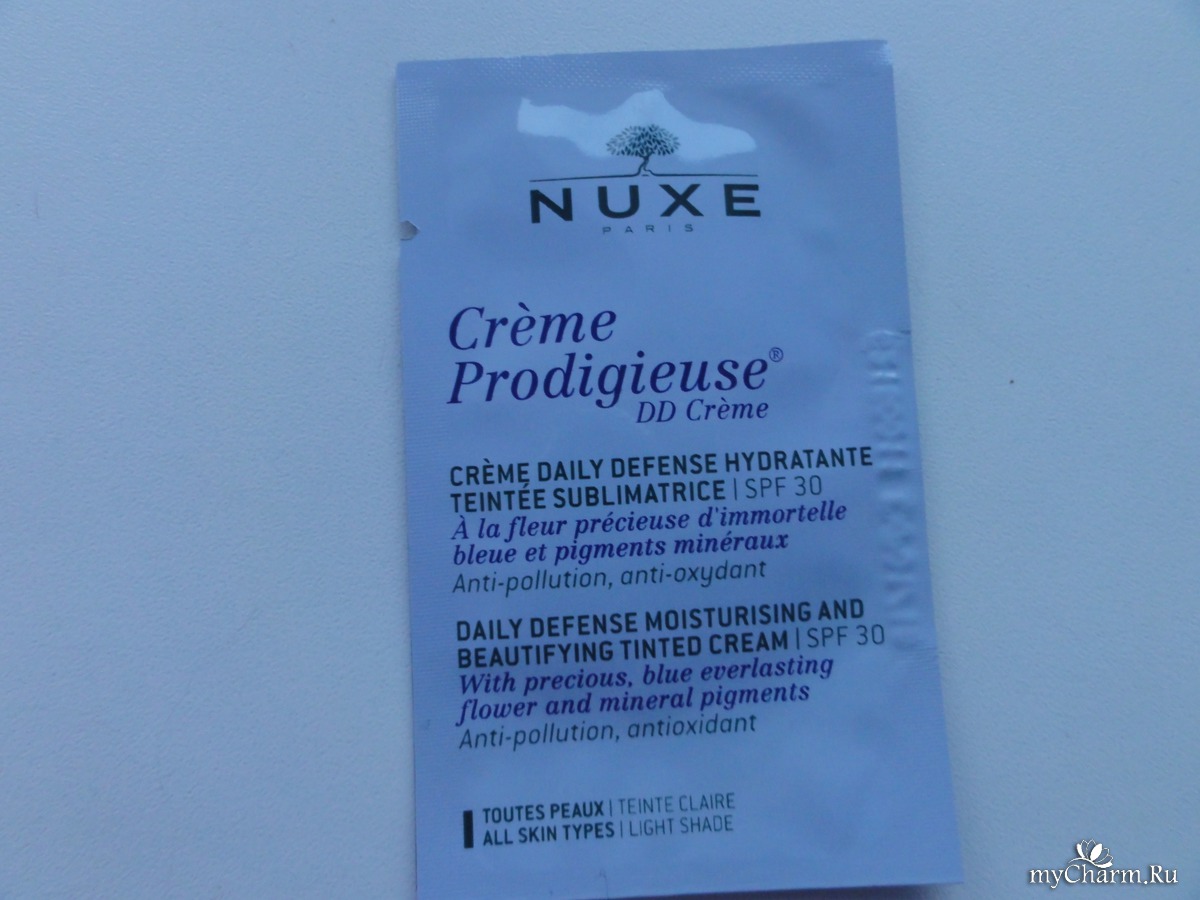 NUXE
PARIS
Crème
Prodigieuse®
DD Crème
CRÈME DAILY DEFENSE HYDRATANTE
TEINTÉE SUBLIMATRICE | SPF 30
À la fleur précieuse d'immortelle
bleue et pigments minéraux
Anti-pollution, anti-oxydant
DAILY DEFENSE MOISTURISING AND
BEAUTIFYING TINTED CREAM | SPF 30
With precious, blue everlasting
flower and mineral pigments
Anti-pollution, antioxidant
TOUTES PEAUX | TEINTE CLAIRE
ALL SKIN TYPES | LIGHT SHADE
myCharm.Ru